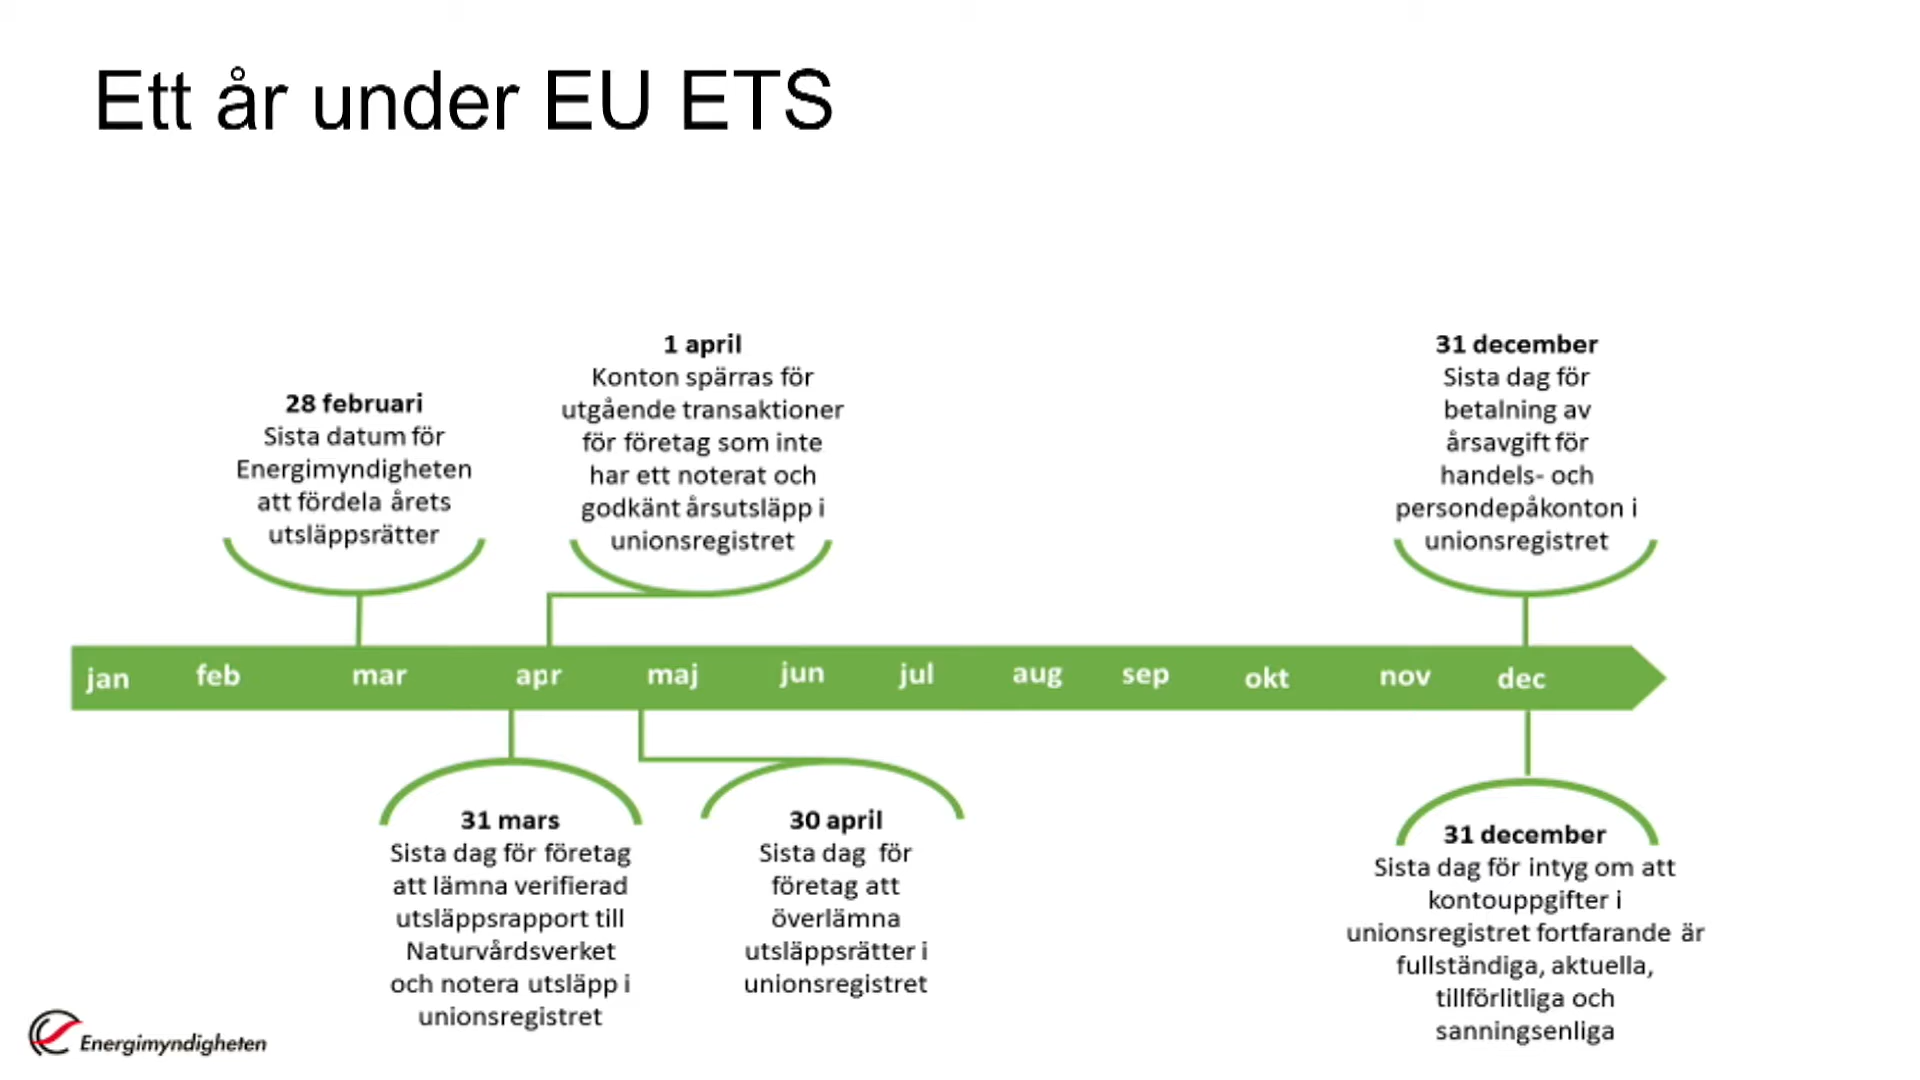 Ett år under EU ETS
28 februari
Sista datum för
Energimyndigheten
att fördela årets
utsläppsrätter
1 april
Konton spärras för
utgående transaktioner
för företag som inte
har ett noterat och
godkänt årsutsläpp i
unionsregistret
31 december
Sista dag för
betalning av
årsavgift för
handels- och
persondepåkonton i
unionsregistret
jan feb mar apr maj jun jul aug sep okt nov dec
31 mars
Sista dag för företag
att lämna verifierad
utsläppsrapport till
Naturvårdsverket
och notera utsläpp i
unionsregistret
30 april
Sista dag för
företag att
överlämna
utsläppsrätter i
unionsregistret
31 december
Sista dag för intyg om att
kontouppgifter i
unionsregistret fortfarande är
fullständiga, aktuella,
tillförlitliga och
sanningsenliga
Energimyndigheten